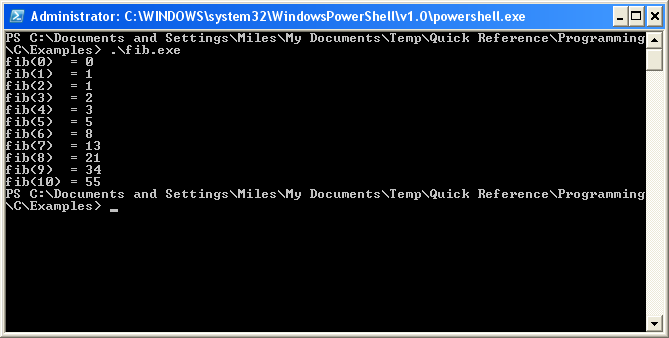 Administrator: C:\WINDOWS\system32\WindowsPowerShell\v1.0\powershell.exe
PS C:\Documents and Settings\Miles\My Documents\Temp\Quick Reference\Programming
\C\Examples> .\fib.exe
fib(0)  = 0
fib(1)  = 1
fib(2)  = 1
fib(3)  = 2
fib(4)  = 3
fib(5)  = 5
fib(6)  = 8
fib(7)  = 13
fib(8)  = 21
fib(9)  = 34
fib(10) = 55
PS C:\Documents and Settings\Miles\My Documents\Temp\Quick Reference\Programming
\C\Examples> _